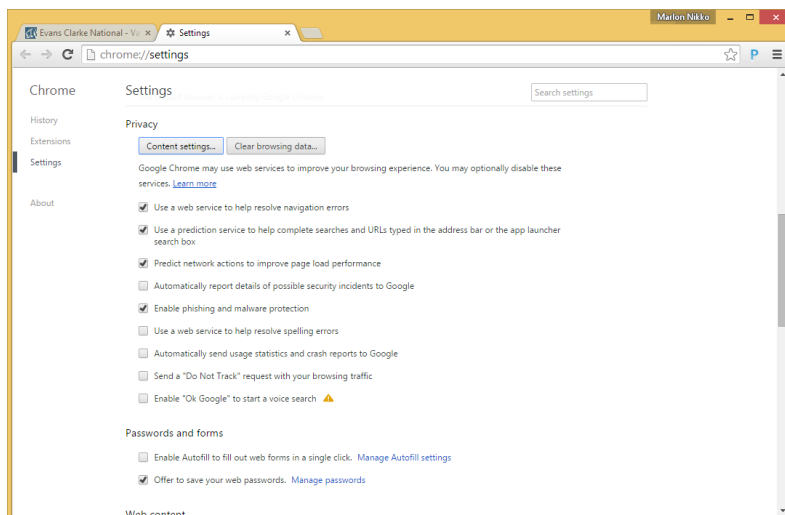 Marlon Nikko
Evans Clarke National - Va
Settings
chrome://settings
Chrome
Settings
Search settings
History
Extensions
Settings
About
Privacy
Content settings...
Clear browsing data...
Google Chrome may use web services to improve your browsing experience. You may optionally disable these
services. Learn more
Use a web service to help resolve navigation errors
Use a prediction service to help complete searches and URLs typed in the address bar or the app launcher
search box
Predict network actions to improve page load performance
Automatically report details of possible security incidents to Google
Enable phishing and malware protection
Use a web service to help resolve spelling errors
Automatically send usage statistics and crash reports to Google
Send a "Do Not Track" request with your browsing traffic
Enable "Ok Google" to start a voice search
Passwords and forms
Enable Autofill to fill out web forms in a single click. Manage Autofill settings
Offer to save your web passwords. Manage passwords
Web content